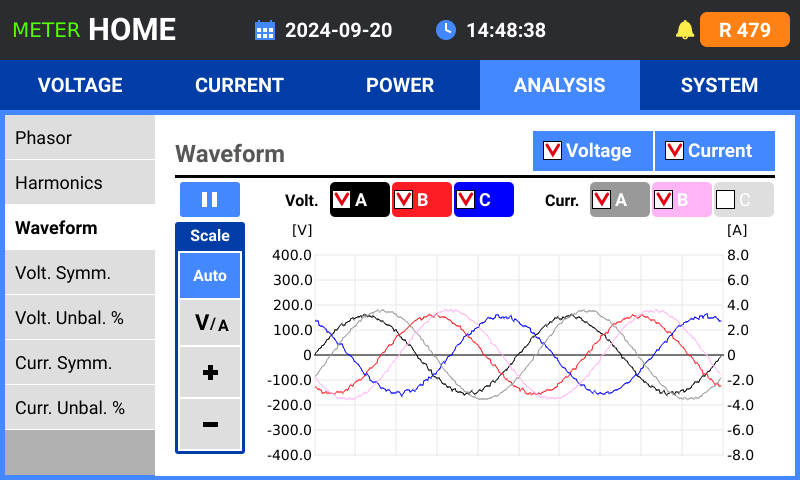 METER HOME 2024-09-20 14:48:38 R 479
VOLTAGE CURRENT POWER ANALYSIS SYSTEM
Phasor
Harmonics
Waveform
Volt. Symm.
Volt. Unbal. %
Curr. Symm.
Curr. Unbal. %
Waveform Voltage Current
Volt. A B C Curr. A B C
Scale
Auto
V/A
+
−
[V] [A]
400.0 8.0
300.0 6.0
200.0 4.0
100.0 2.0
0 0
-100.0 -2.0
-200.0 -4.0
-300.0 -6.0
-400.0 -8.0